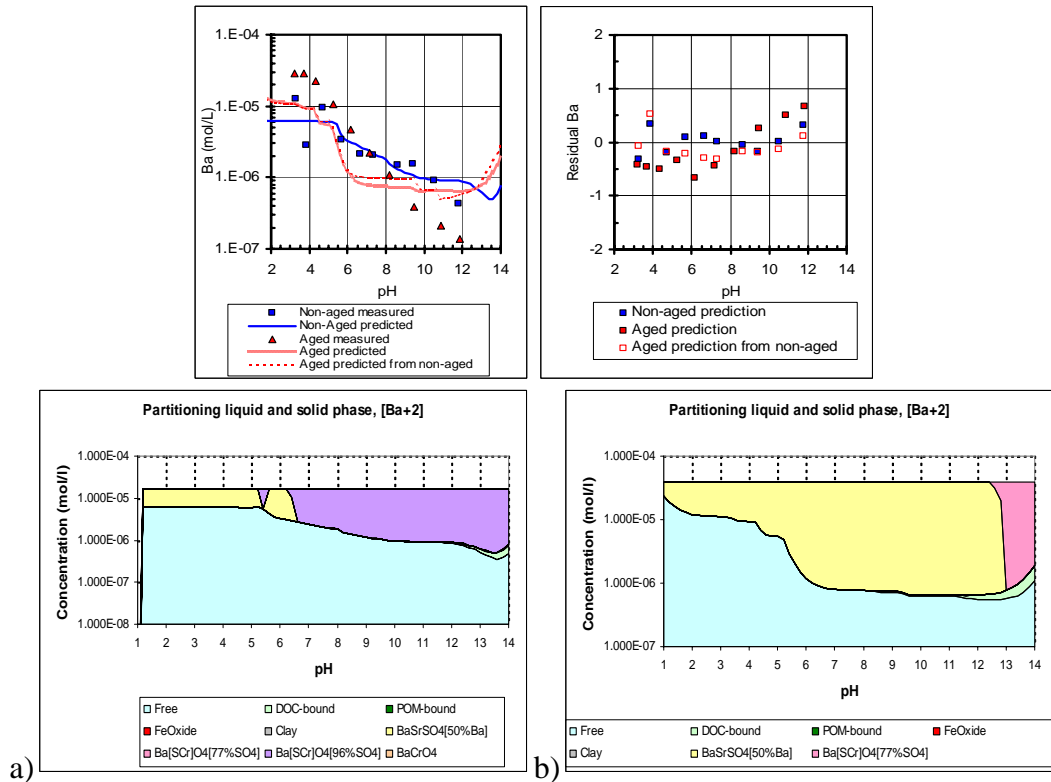 1.E-04
1.E-05
1.E-06
1.E-07
Ba (mol/L)
2 4 6 8 10 12 14
pH
Non-aged measured
Non-Aged predicted
Aged measured
Aged predicted
Aged predicted from non-aged
2
1
0
-1
-2
Residual Ba
2 4 6 8 10 12 14
pH
Non-aged prediction
Aged prediction
Aged prediction from non-aged
Partitioning liquid and solid phase, [Ba+2]
1.000E-04
1.000E-05
1.000E-06
1.000E-07
1.000E-08
Concentration (mol/l)
1 2 3 4 5 6 7 8 9 10 11 12 13 14
pH
Free DOC-bound POM-bound
FeOxide Clay BaSrSO4[50%Ba]
Ba[SCr]O4[77%SO4] Ba[SCr]O4[96%SO4] BaCrO4
a)
Partitioning liquid and solid phase, [Ba+2]
1.000E-04
1.000E-05
1.000E-06
1.000E-07
Concentration (mol/l)
1 2 3 4 5 6 7 8 9 10 11 12 13 14
pH
Free DOC-bound POM-bound FeOxide
Clay BaSrSO4[50%Ba] Ba[SCr]O4[77%SO4]
b)